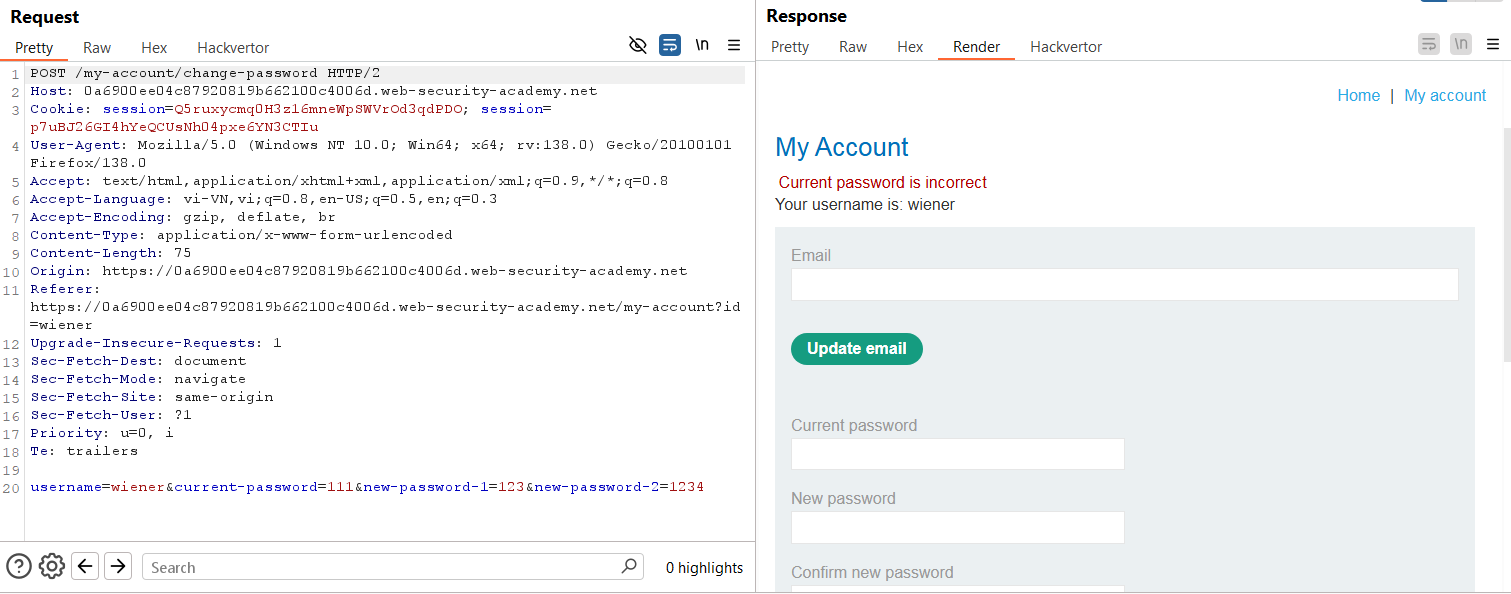 Request
Pretty Raw Hex Hackvertor
\n
1 POST /my-account/change-password HTTP/2
2 Host: 0a6900ee04c87920819b662100c4006d.web-security-academy.net
3 Cookie: session=Q5ruxycmq0H3zl6mneWpSWVrOd3qdPDO; session=
p7uBJ26GI4hYeQCUsNh04pxe6YN3CTIu
4 User-Agent: Mozilla/5.0 (Windows NT 10.0; Win64; x64; rv:138.0) Gecko/20100101
Firefox/138.0
5 Accept: text/html,application/xhtml+xml,application/xml;q=0.9,*/*;q=0.8
6 Accept-Language: vi-VN,vi;q=0.8,en-US;q=0.5,en;q=0.3
7 Accept-Encoding: gzip, deflate, br
8 Content-Type: application/x-www-form-urlencoded
9 Content-Length: 75
10 Origin: https://0a6900ee04c87920819b662100c4006d.web-security-academy.net
11 Referer:
https://0a6900ee04c87920819b662100c4006d.web-security-academy.net/my-account?id
=wiener
12 Upgrade-Insecure-Requests: 1
13 Sec-Fetch-Dest: document
14 Sec-Fetch-Mode: navigate
15 Sec-Fetch-Site: same-origin
16 Sec-Fetch-User: ?1
17 Priority: u=0, i
18 Te: trailers
19
20 username=wiener&current-password=111&new-password-1=123&new-password-2=1234
Search
0 highlights
Response
Pretty Raw Hex Render Hackvertor
\n
Home | My account
My Account
Current password is incorrect
Your username is: wiener
Email
Update email
Current password
New password
Confirm new password